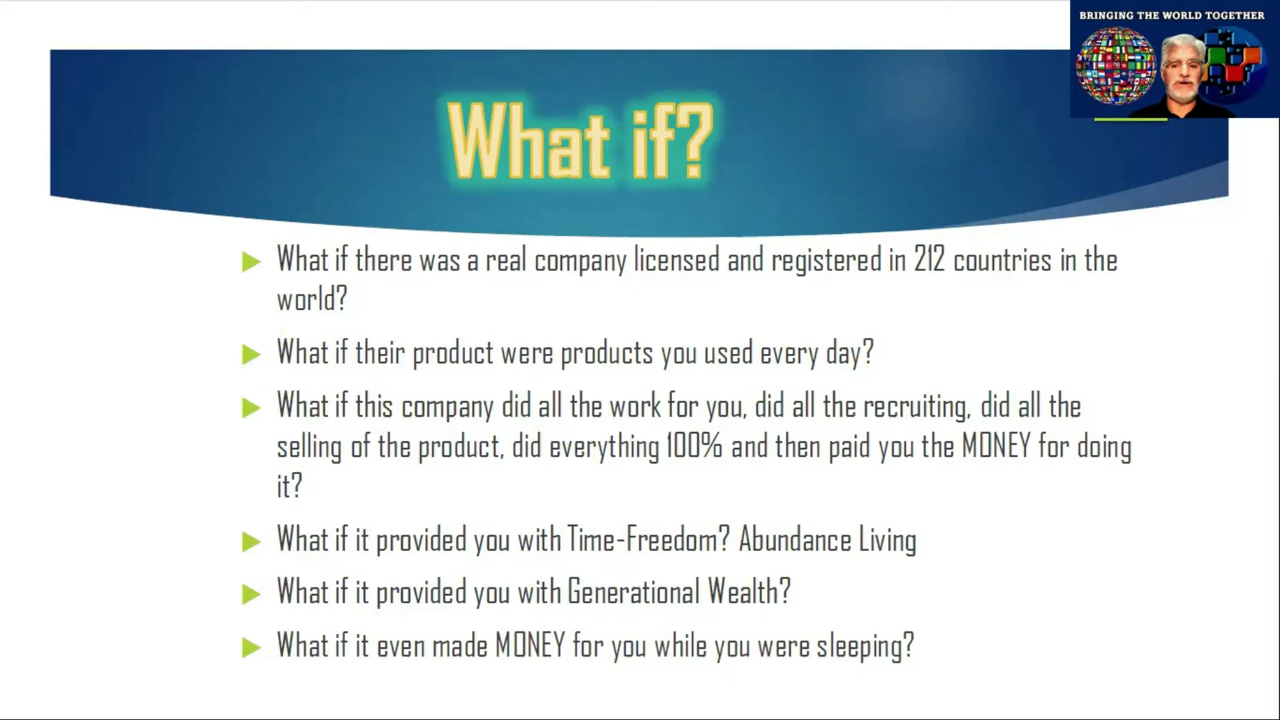 BRINGING THE WORLD TOGETHER
What if?
What if there was a real company licensed and registered in 212 countries in the
world?
What if their product were products you used every day?
What if this company did all the work for you, did all the recruiting, did all the
selling of the product, did everything 100% and then paid you the MONEY for doing
it?
What if it provided you with Time-Freedom? Abundance Living
What if it provided you with Generational Wealth?
What if it even made MONEY for you while you were sleeping?